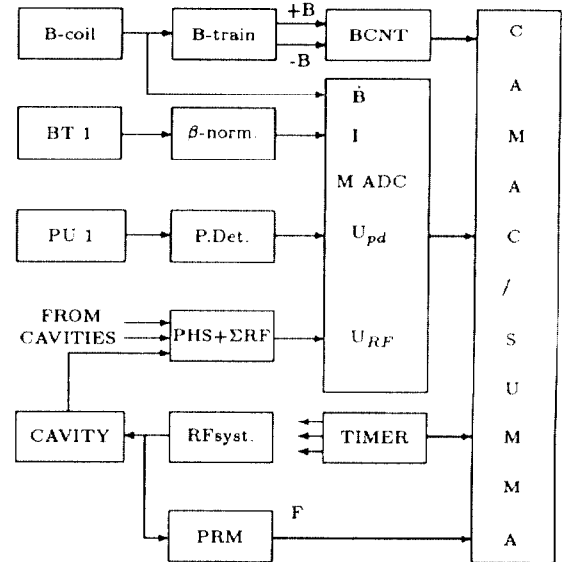 +B
B-coil
B-train
BCNT
-B
Ḃ
BT 1
β-norm.
I
M ADC
PU 1
P.Det.
U_pd
FROM
CAVITIES
PHS+ΣRF
U_RF
CAVITY
RFsyst.
TIMER
F
PRM
C
A
M
A
C
/
S
U
M
M
A